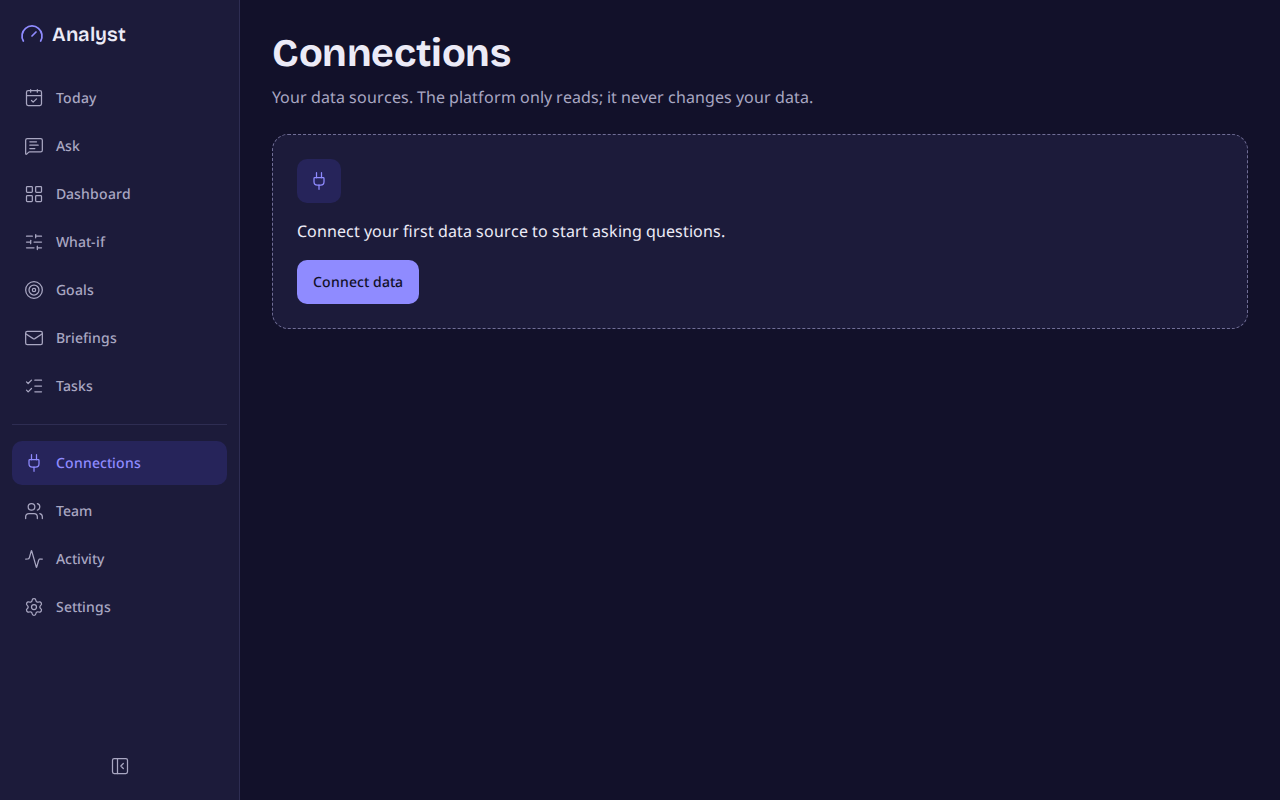 Analyst
Today
Ask
Dashboard
What-if
Goals
Briefings
Tasks
Connections
Team
Activity
Settings
Connections
Your data sources. The platform only reads; it never changes your data.
Connect your first data source to start asking questions.
Connect data